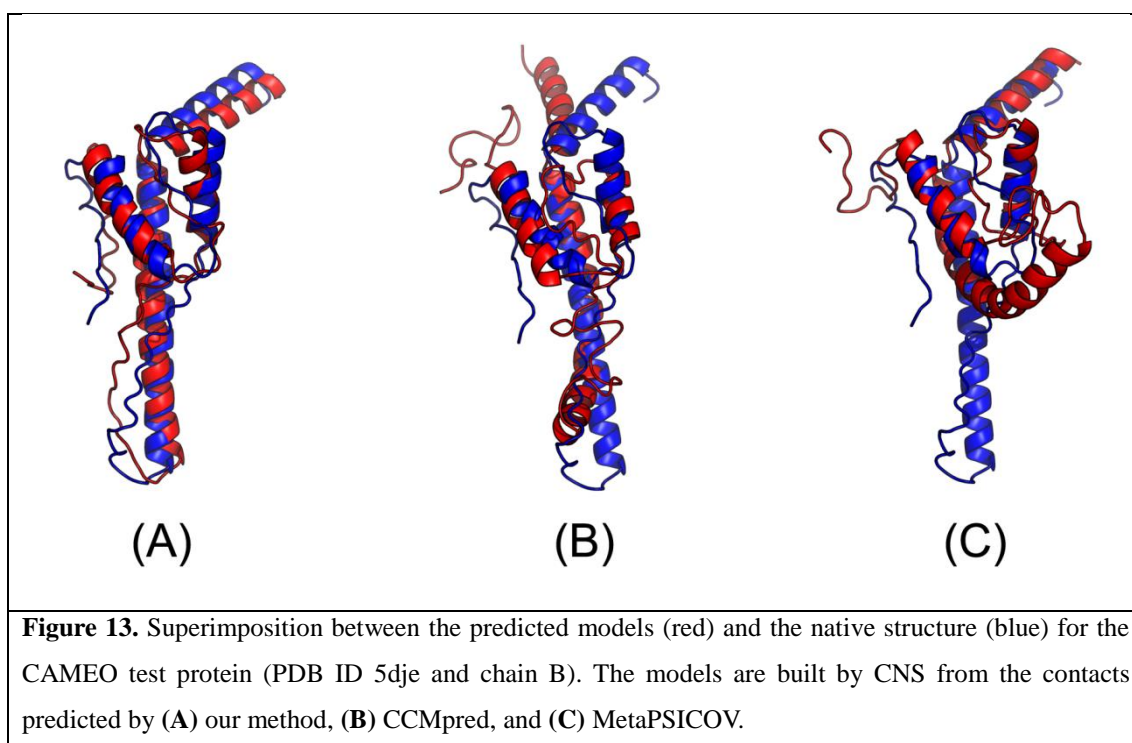 (A)
(B)
(C)
Figure 13. Superimposition between the predicted models (red) and the native structure (blue) for the
CAMEO test protein (PDB ID 5dje and chain B). The models are built by CNS from the contacts
predicted by (A) our method, (B) CCMpred, and (C) MetaPSICOV.